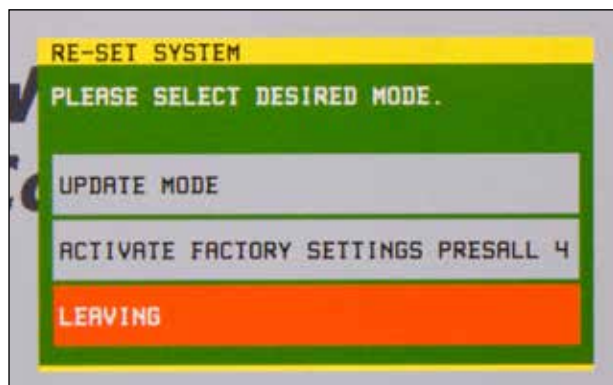 RE-SET SYSTEM
PLEASE SELECT DESIRED MODE.
UPDATE MODE
ACTIVATE FACTORY SETTINGS PRESALL 4
LEAVING